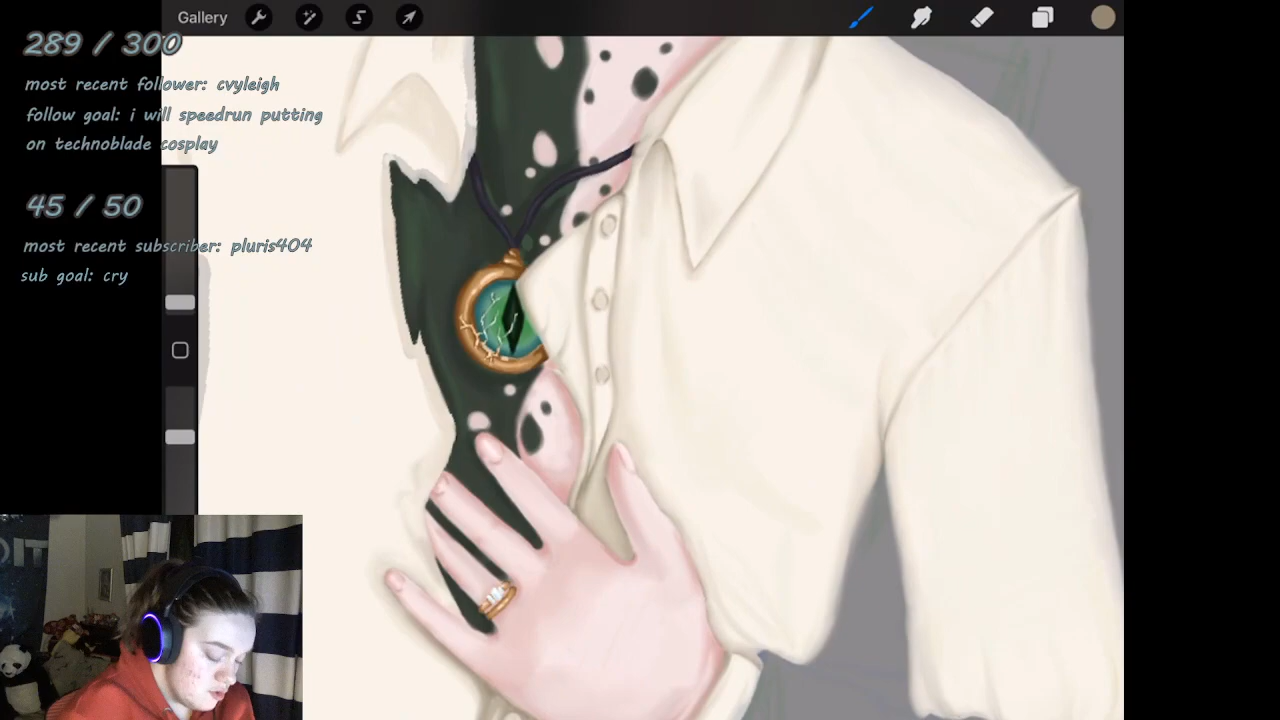 Gallery
289 / 300
most recent follower: cvyleigh
follow goal: i will speedrun putting
on technoblade cosplay
45 / 50
most recent subscriber: pluris404
sub goal: cry